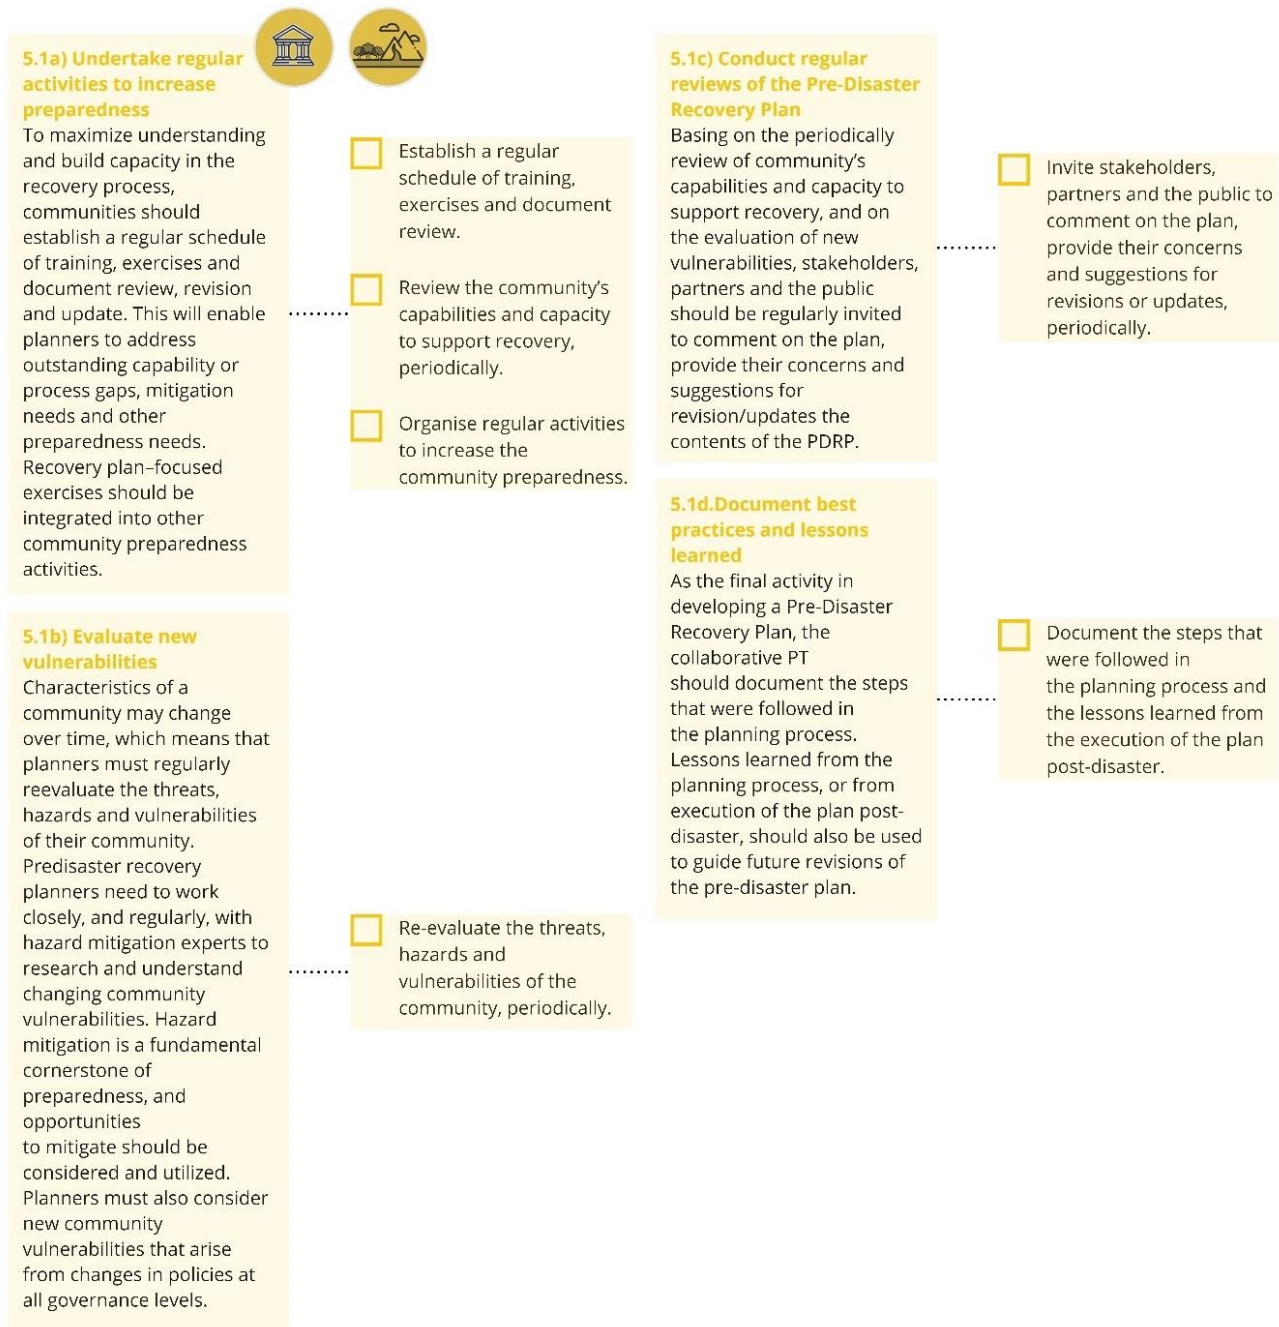 5.1a) Undertake regular
activities to increase
preparedness
To maximize understanding
and build capacity in the
recovery process,
communities should
establish a regular schedule
of training, exercises and
document review, revision
and update. This will enable
planners to address
outstanding capability or
process gaps, mitigation
needs and other
preparedness needs.
Recovery plan–focused
exercises should be
integrated into other
community preparedness
activities.
Establish a regular
schedule of training,
exercises and document
review.
Review the community’s
capabilities and capacity
to support recovery,
periodically.
Organise regular activities
to increase the
community preparedness.
5.1b) Evaluate new
vulnerabilities
Characteristics of a
community may change
over time, which means that
planners must regularly
reevaluate the threats,
hazards and vulnerabilities
of their community.
Predisaster recovery
planners need to work
closely, and regularly, with
hazard mitigation experts to
research and understand
changing community
vulnerabilities. Hazard
mitigation is a fundamental
cornerstone of
preparedness, and
opportunities
to mitigate should be
considered and utilized.
Planners must also consider
new community
vulnerabilities that arise
from changes in policies at
all governance levels.
Re-evaluate the threats,
hazards and
vulnerabilities of the
community, periodically.
5.1c) Conduct regular
reviews of the Pre-Disaster
Recovery Plan
Basing on the periodically
review of community’s
capabilities and capacity to
support recovery, and on
the evaluation of new
vulnerabilities, stakeholders,
partners and the public
should be regularly invited
to comment on the plan,
provide their concerns and
suggestions for
revision/updates the
contents of the PDRP.
Invite stakeholders,
partners and the public to
comment on the plan,
provide their concerns
and suggestions for
revisions or updates,
periodically.
5.1d.Document best
practices and lessons
learned
As the final activity in
developing a Pre-Disaster
Recovery Plan, the
collaborative PT
should document the steps
that were followed in
the planning process.
Lessons learned from the
planning process, or from
execution of the plan post-
disaster, should also be used
to guide future revisions of
the pre-disaster plan.
Document the steps that
were followed in
the planning process and
the lessons learned from
the execution of the plan
post-disaster.